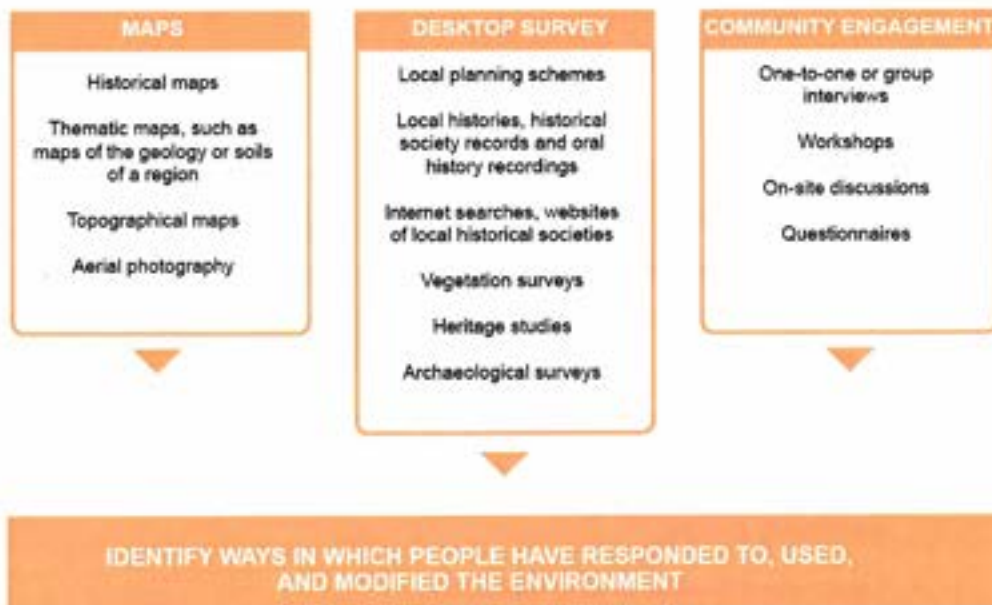 MAPS
Historical maps
Thematic maps, such as
maps of the geology or soils
of a region
Topographical maps
Aerial photography
DESKTOP SURVEY
Local planning schemes
Local histories, historical
society records and oral
history recordings
Internet searches, websites
of local historical societies
Vegetation surveys
Heritage studies
Archaeological surveys
COMMUNITY ENGAGEMENT
One-to-one or group
interviews
Workshops
On-site discussions
Questionnaires
IDENTIFY WAYS IN WHICH PEOPLE HAVE RESPONDED TO, USED,
AND MODIFIED THE ENVIRONMENT